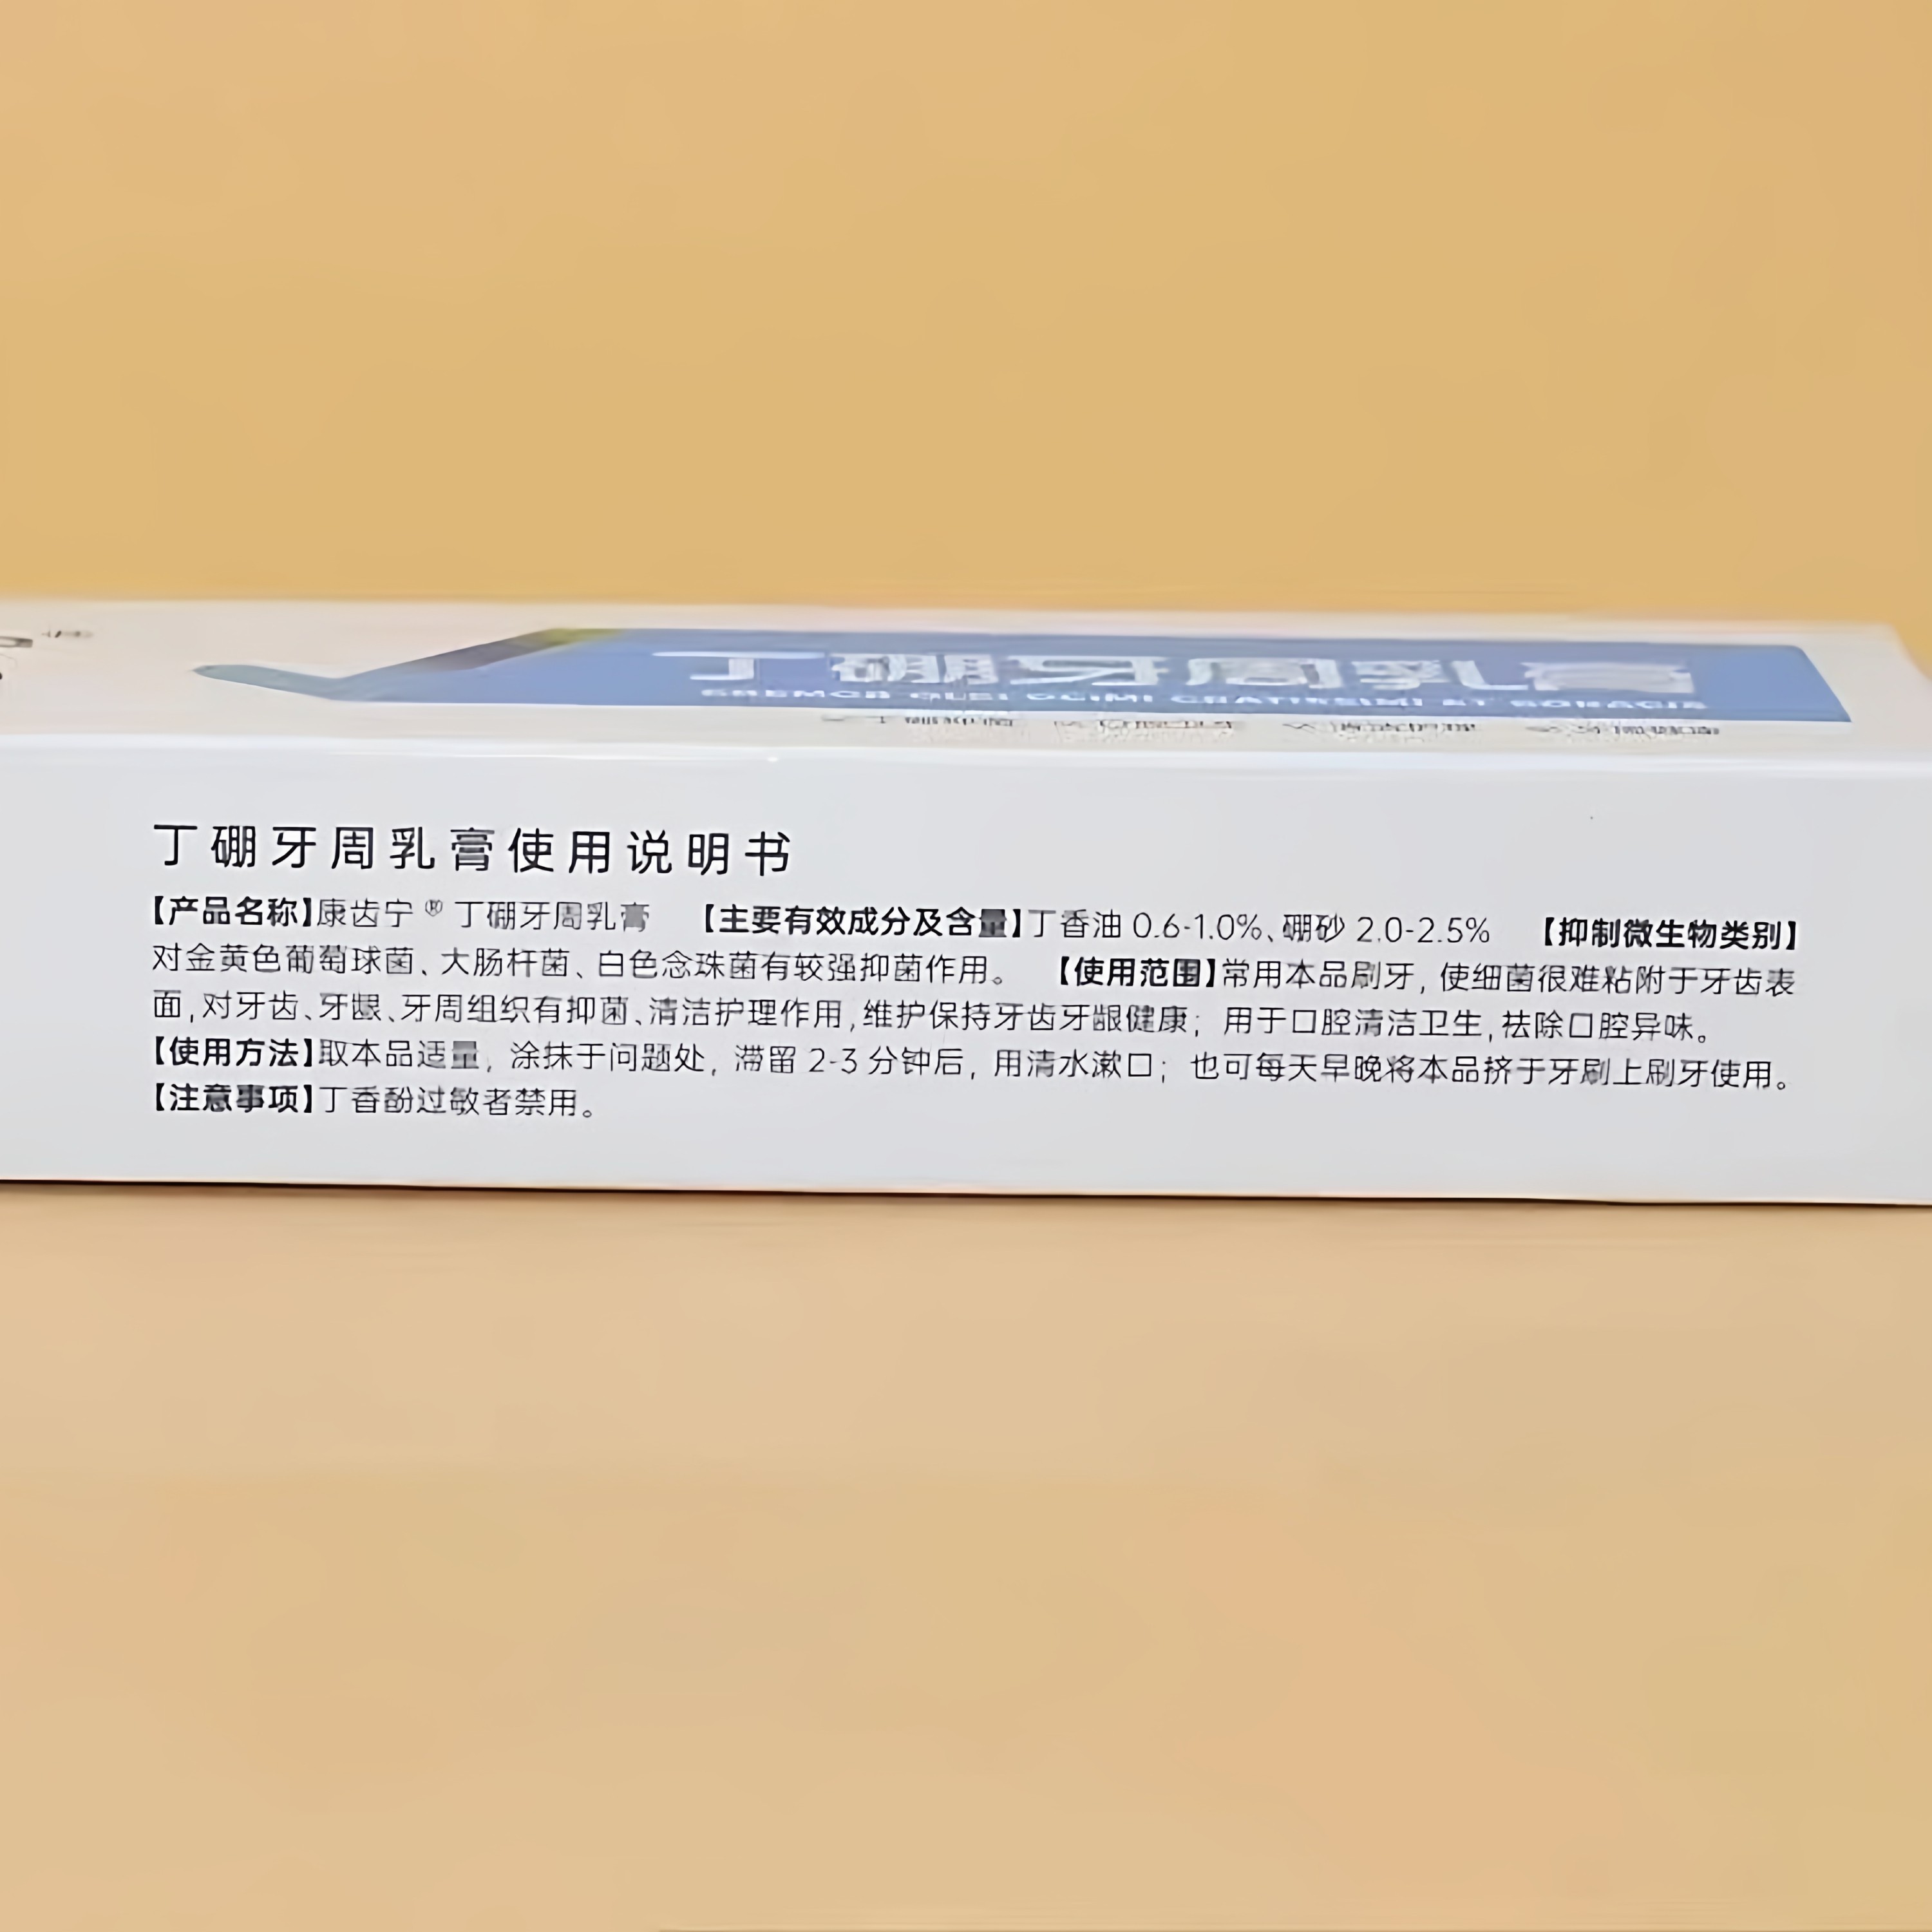 丁硼牙周乳膏
CREMOR OLEI OCIMI GRATISSIMI ET BORACIS
丁硼牙周乳膏使用说明书
【产品名称】康齿宁® 丁硼牙周乳膏 【主要有效成分及含量】丁香油 0.6-1.0%、硼砂 2.0-2.5% 【抑制微生物类别】
对金黄色葡萄球菌、大肠杆菌、白色念珠菌有较强抑菌作用。 【使用范围】常用本品刷牙, 使细菌很难粘附于牙齿表
面,对牙齿、牙龈、牙周组织有抑菌、清洁护理作用,维护保持牙齿牙龈健康; 用于口腔清洁卫生,祛除口腔异味。
【使用方法】取本品适量, 涂抹于问题处, 滞留 2-3 分钟后, 用清水漱口; 也可每天早晚将本品挤于牙刷上刷牙使用。
【注意事项】丁香酚过敏者禁用。